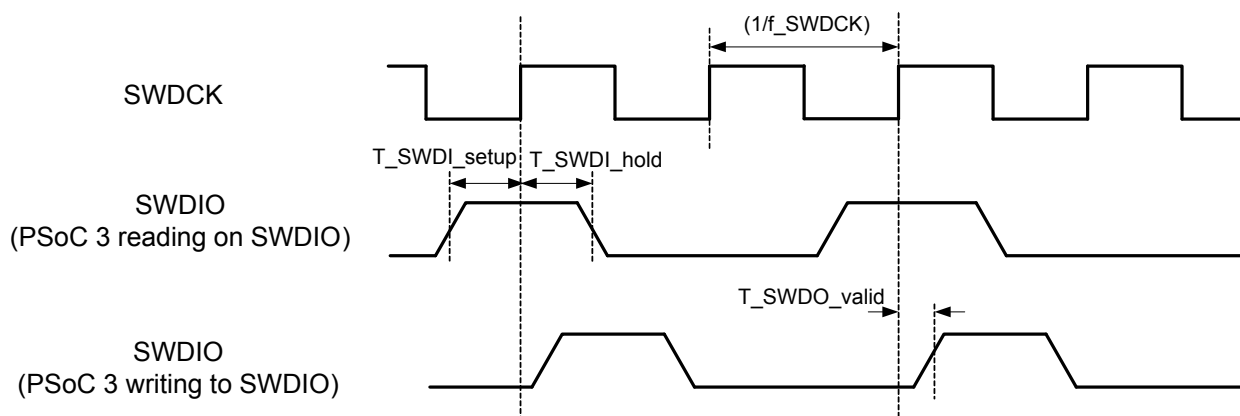 (1/f_SWDCK)
SWDCK
T_SWDI_setup
T_SWDI_hold
SWDIO
(PSoC 3 reading on SWDIO)
T_SWDO_valid
SWDIO
(PSoC 3 writing to SWDIO)